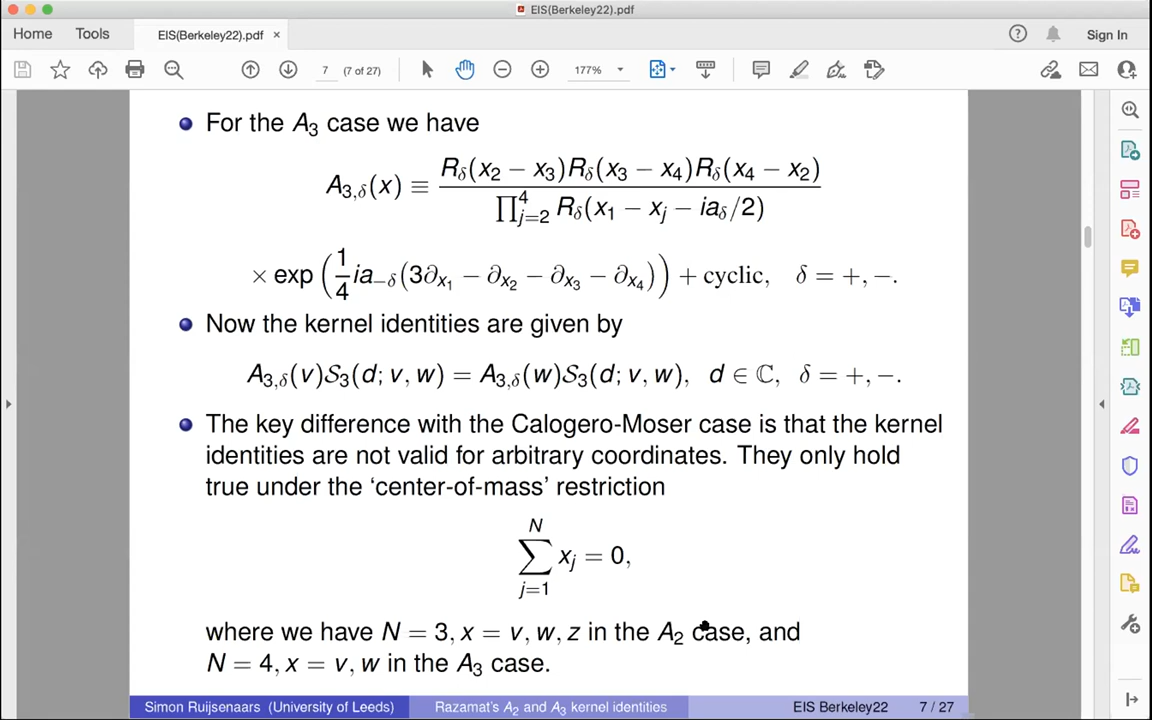 EIS(Berkeley22).pdf
Home Tools EIS(Berkeley22).pdf × Sign In
7 (7 of 27) 177%
For the A₃ case we have
A₃,δ(x) ≡ Rδ(x₂ − x₃)Rδ(x₃ − x₄)Rδ(x₄ − x₂) / ∏⁴ⱼ₌₂ Rδ(x₁ − xⱼ − iaδ/2)
× exp (1/4 ia₋δ(3∂x₁ − ∂x₂ − ∂x₃ − ∂x₄)) + cyclic, δ = +, −.
Now the kernel identities are given by
A₃,δ(v)𝒮₃(d; v, w) = A₃,δ(w)𝒮₃(d; v, w), d ∈ ℂ, δ = +, −.
The key difference with the Calogero-Moser case is that the kernel
identities are not valid for arbitrary coordinates. They only hold
true under the ‘center-of-mass’ restriction
N
∑ xⱼ = 0,
j=1
where we have N = 3, x = v, w, z in the A₂ case, and
N = 4, x = v, w in the A₃ case.
Simon Ruijsenaars (University of Leeds) Razamat's A₂ and A₃ kernel identities EIS Berkeley22 7 / 27